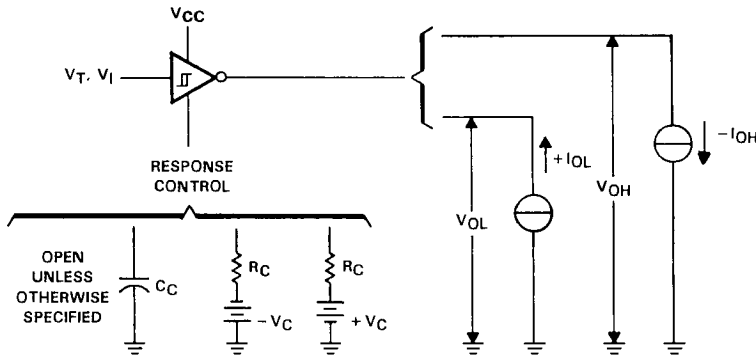 VCC
VT, VI
RESPONSE
CONTROL
OPEN
UNLESS
OTHERWISE
SPECIFIED
CC
RC
– VC
RC
+ VC
VOL
+IOL
VOH
–IOH